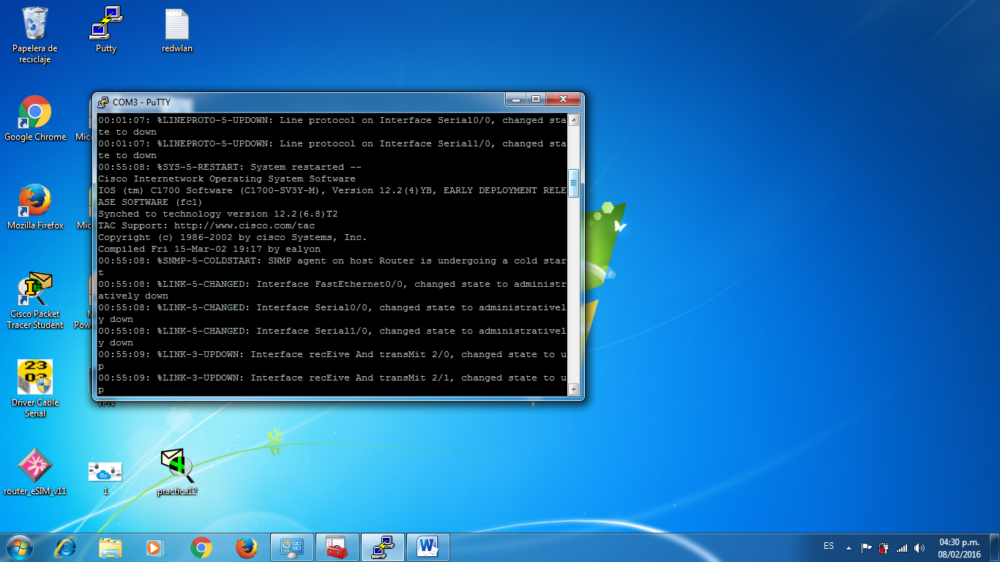 Papelera de
reciclaje
Putty
redwlan
Google Chrome
Micr
Mozilla Firefox
Mic
Cisco Packet
Tracer Student
Pow
Driver Cable
Serial
VPN
router_eSIM_v11
1
practica12
COM3 - PuTTY
00:01:07: %LINEPROTO-5-UPDOWN: Line protocol on Interface Serial0/0, changed sta
te to down
00:01:07: %LINEPROTO-5-UPDOWN: Line protocol on Interface Serial1/0, changed sta
te to down
00:55:08: %SYS-5-RESTART: System restarted --
Cisco Internetwork Operating System Software
IOS (tm) C1700 Software (C1700-SV3Y-M), Version 12.2(4)YB, EARLY DEPLOYMENT RELE
ASE SOFTWARE (fc1)
Synched to technology version 12.2(6.8)T2
TAC Support: http://www.cisco.com/tac
Copyright (c) 1986-2002 by cisco Systems, Inc.
Compiled Fri 15-Mar-02 19:17 by ealyon
00:55:08: %SNMP-5-COLDSTART: SNMP agent on host Router is undergoing a cold star
t
00:55:08: %LINK-5-CHANGED: Interface FastEthernet0/0, changed state to administr
atively down
00:55:08: %LINK-5-CHANGED: Interface Serial0/0, changed state to administrativel
y down
00:55:08: %LINK-5-CHANGED: Interface Serial1/0, changed state to administrativel
y down
00:55:09: %LINK-3-UPDOWN: Interface recEive And transMit 2/0, changed state to u
p
00:55:09: %LINK-3-UPDOWN: Interface recEive And transMit 2/1, changed state to u
p
23
03
ES
04:30 p.m.
08/02/2016